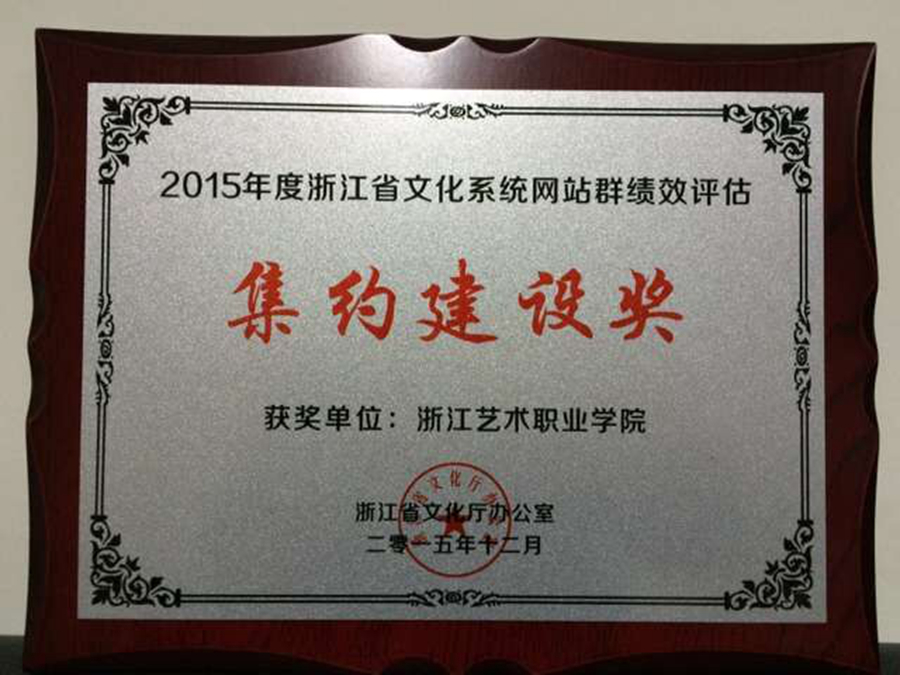 2015年度浙江省文化系统网站群绩效评估
集约建设奖
获奖单位：浙江艺术职业学院
浙江省文化厅办公室
二零一五年十二月